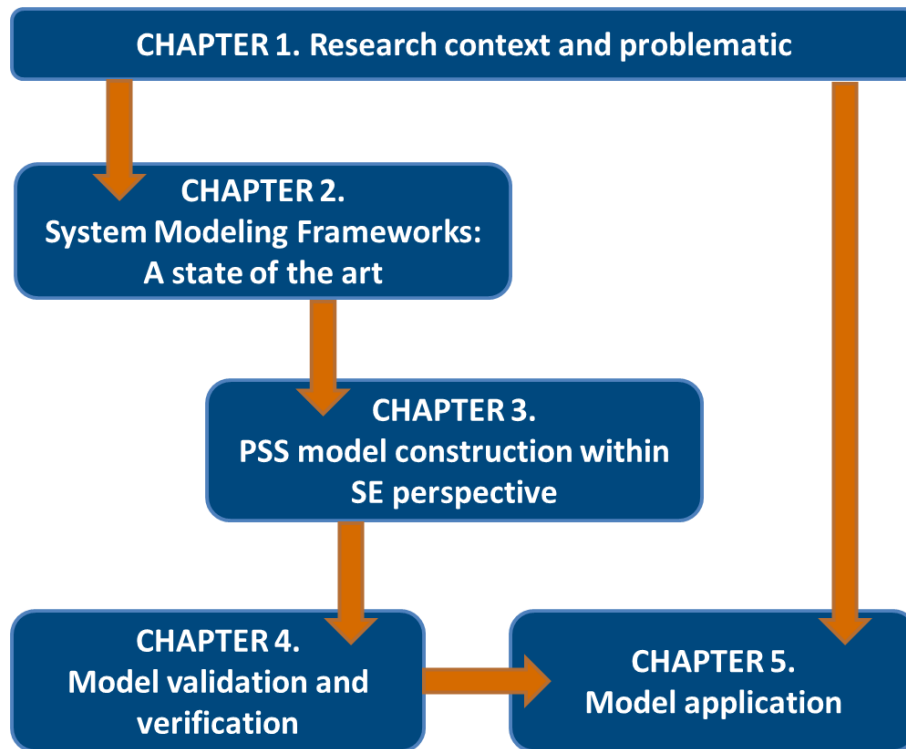 CHAPTER 1. Research context and problematic
CHAPTER 2.
System Modeling Frameworks:
A state of the art
CHAPTER 3.
PSS model construction within
SE perspective
CHAPTER 4.
Model validation and
verification
CHAPTER 5.
Model application